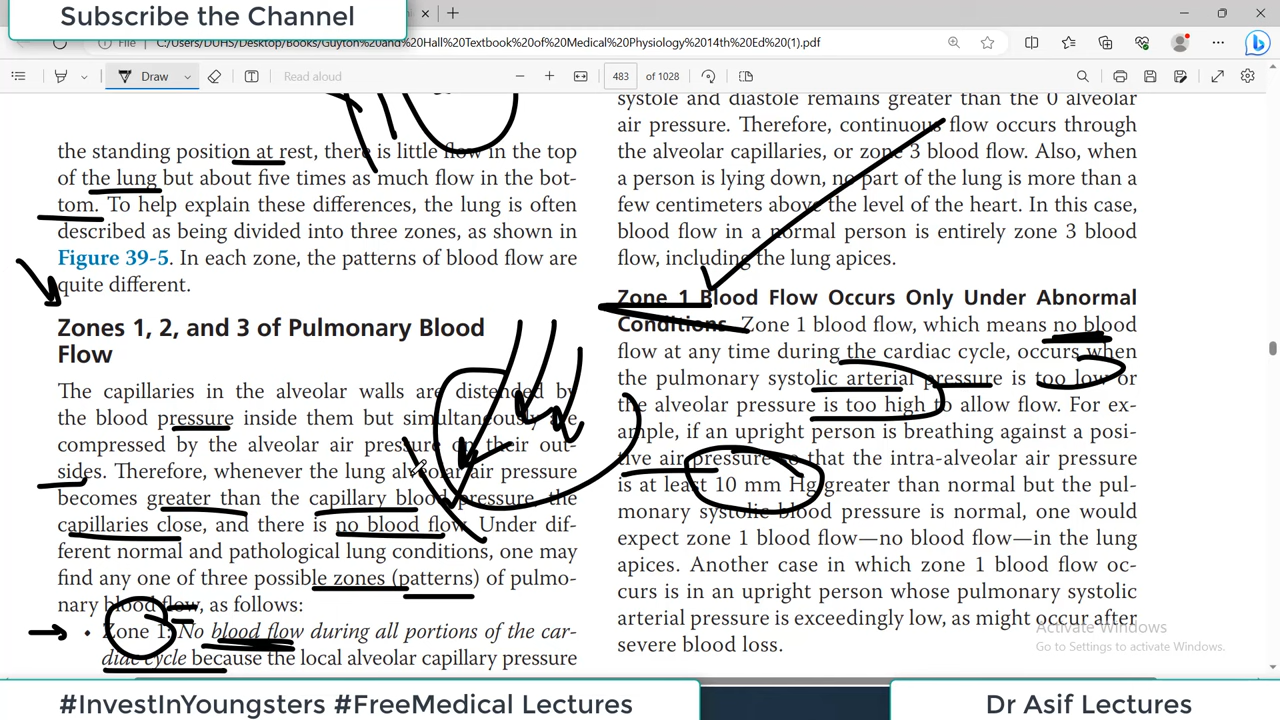 Subscribe the Channel
File
C:/Users/DUHS/Desktop/Books/Guyton%20and%20Hall%20Textbook%20of%20Medical%20Physiology%2014th%20Ed%20(1).pdf
Draw
Read aloud
483 of 1028
the standing position at rest, there is little flow in the top
of the lung but about five times as much flow in the bot-
tom. To help explain these differences, the lung is often
described as being divided into three zones, as shown in
Figure 39-5. In each zone, the patterns of blood flow are
quite different.
Zones 1, 2, and 3 of Pulmonary Blood
Flow
The capillaries in the alveolar walls are distended by
the blood pressure inside them but simultaneously are
compressed by the alveolar air pressure on their out-
sides. Therefore, whenever the lung alveolar air pressure
becomes greater than the capillary blood pressure, the
capillaries close, and there is no blood flow. Under dif-
ferent normal and pathological lung conditions, one may
find any one of three possible zones (patterns) of pulmo-
nary blood flow, as follows:
• Zone 1: No blood flow during all portions of the car-
diac cycle because the local alveolar capillary pressure
systole and diastole remains greater than the 0 alveolar
air pressure. Therefore, continuous flow occurs through
the alveolar capillaries, or zone 3 blood flow. Also, when
a person is lying down, no part of the lung is more than a
few centimeters above the level of the heart. In this case,
blood flow in a normal person is entirely zone 3 blood
flow, including the lung apices.
Zone 1 Blood Flow Occurs Only Under Abnormal
Conditions. Zone 1 blood flow, which means no blood
flow at any time during the cardiac cycle, occurs when
the pulmonary systolic arterial pressure is too low or
the alveolar pressure is too high to allow flow. For ex-
ample, if an upright person is breathing against a posi-
tive air pressure so that the intra-alveolar air pressure
is at least 10 mm Hg greater than normal but the pul-
monary systolic blood pressure is normal, one would
expect zone 1 blood flow—no blood flow—in the lung
apices. Another case in which zone 1 blood flow oc-
curs is in an upright person whose pulmonary systolic
arterial pressure is exceedingly low, as might occur after
severe blood loss.
Activate Windows
Go to Settings to activate Windows.
#InvestInYoungsters #FreeMedical Lectures
Dr Asif Lectures